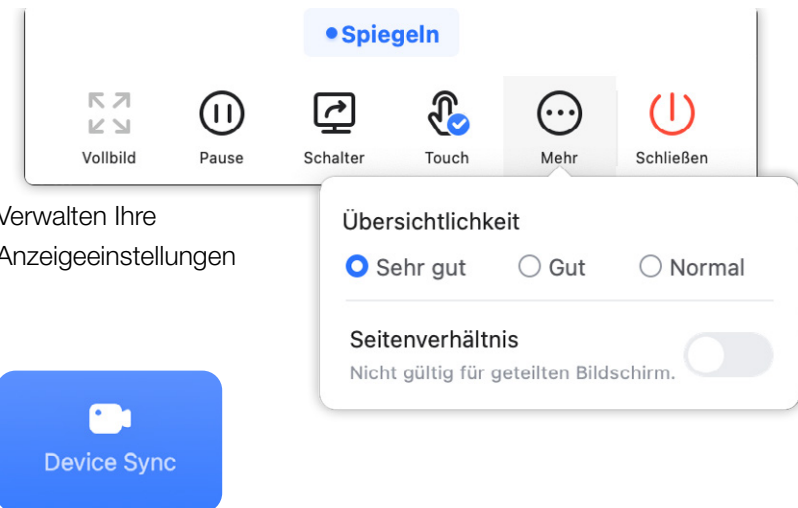 Spiegeln
Vollbild Pause Schalter Touch Mehr Schließen
Verwalten Ihre
Anzeigeeinstellungen
Übersichtlichkeit
Sehr gut Gut Normal
Seitenverhältnis
Nicht gültig für geteilten Bildschirm.
Device Sync